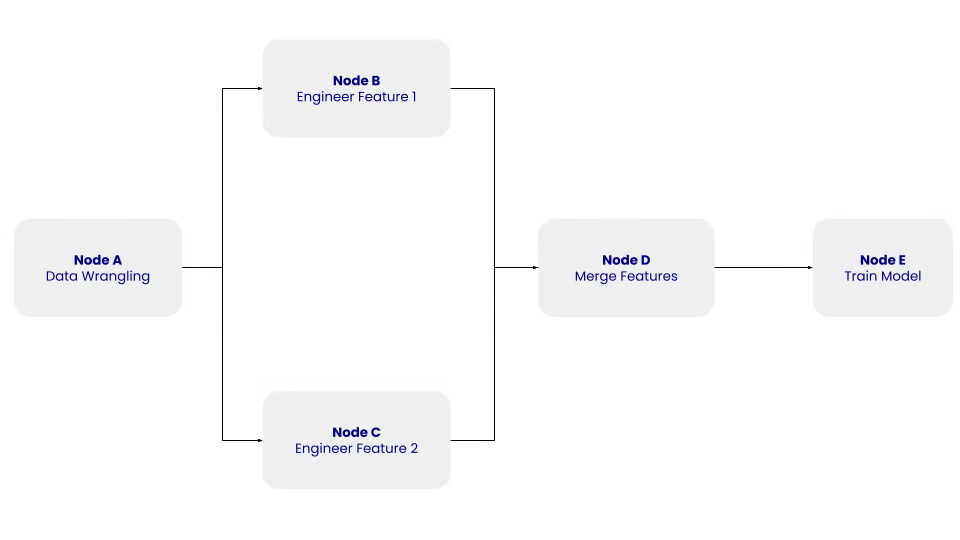 Node A
Data Wrangling
Node B
Engineer Feature 1
Node C
Engineer Feature 2
Node D
Merge Features
Node E
Train Model